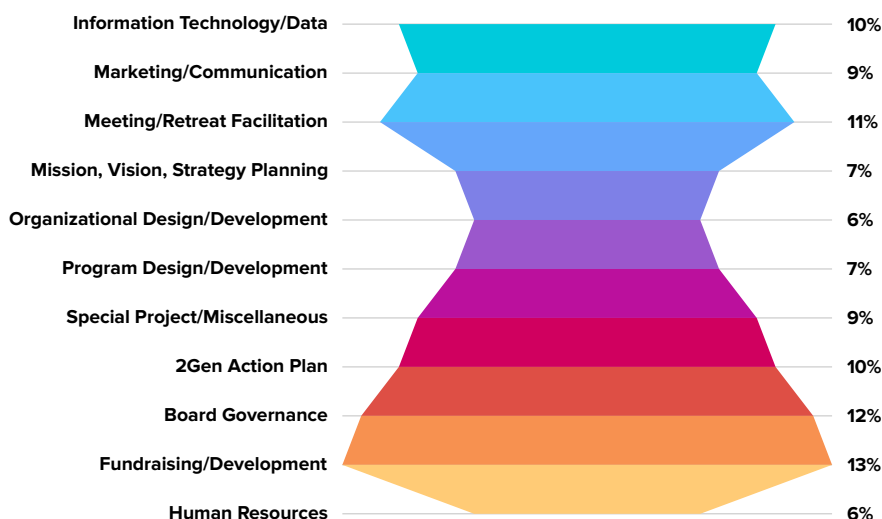 Information Technology/Data 10%
Marketing/Communication 9%
Meeting/Retreat Facilitation 11%
Mission, Vision, Strategy Planning 7%
Organizational Design/Development 6%
Program Design/Development 7%
Special Project/Miscellaneous 9%
2Gen Action Plan 10%
Board Governance 12%
Fundraising/Development 13%
Human Resources 6%